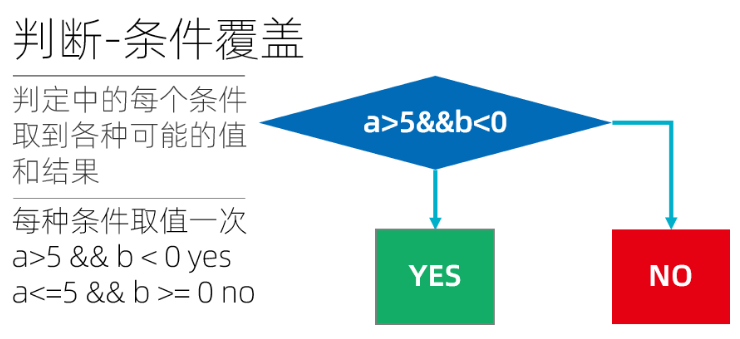 判断-条件覆盖
判定中的每个条件
取到各种可能的值
和结果
每种条件取值一次
a>5 && b < 0 yes
a<=5 && b >= 0 no
a>5&&b<0
YES
NO